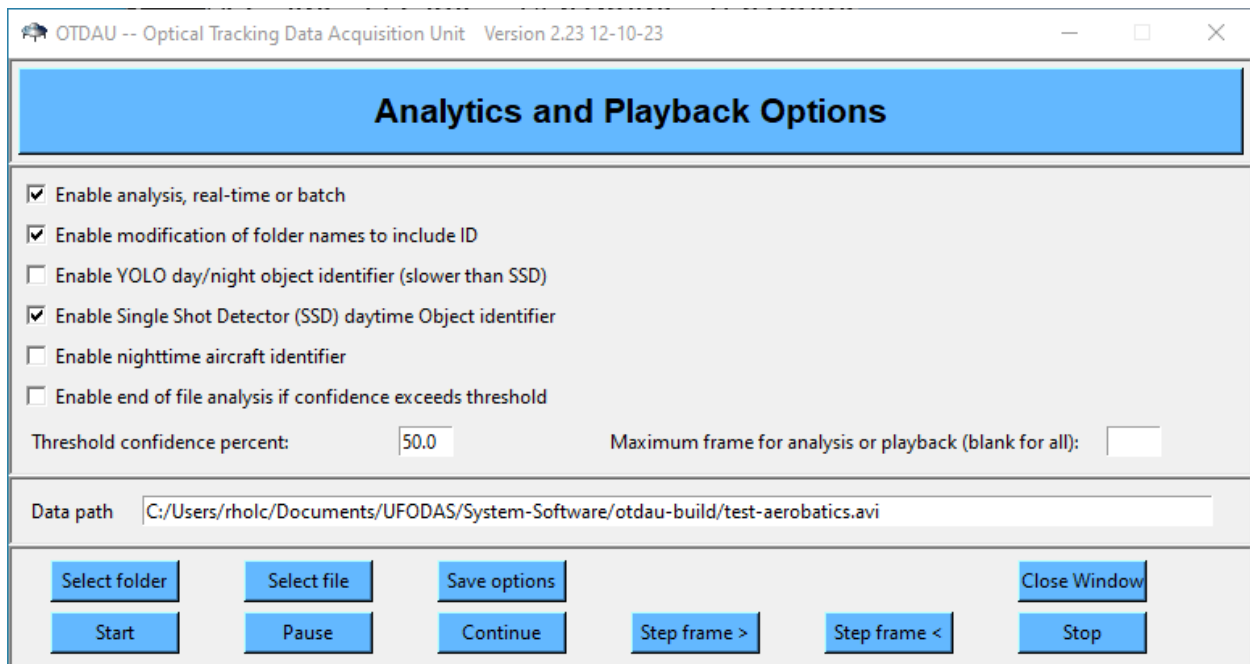 OTDAU -- Optical Tracking Data Acquisition Unit Version 2.23 12-10-23
Analytics and Playback Options
Enable analysis, real-time or batch
Enable modification of folder names to include ID
Enable YOLO day/night object identifier (slower than SSD)
Enable Single Shot Detector (SSD) daytime Object identifier
Enable nighttime aircraft identifier
Enable end of file analysis if confidence exceeds threshold
Threshold confidence percent: 50.0 Maximum frame for analysis or playback (blank for all):
Data path C:/Users/rholc/Documents/UFODAS/System-Software/otdau-build/test-aerobatics.avi
Select folder Select file Save options Close Window
Start Pause Continue Step frame > Step frame < Stop